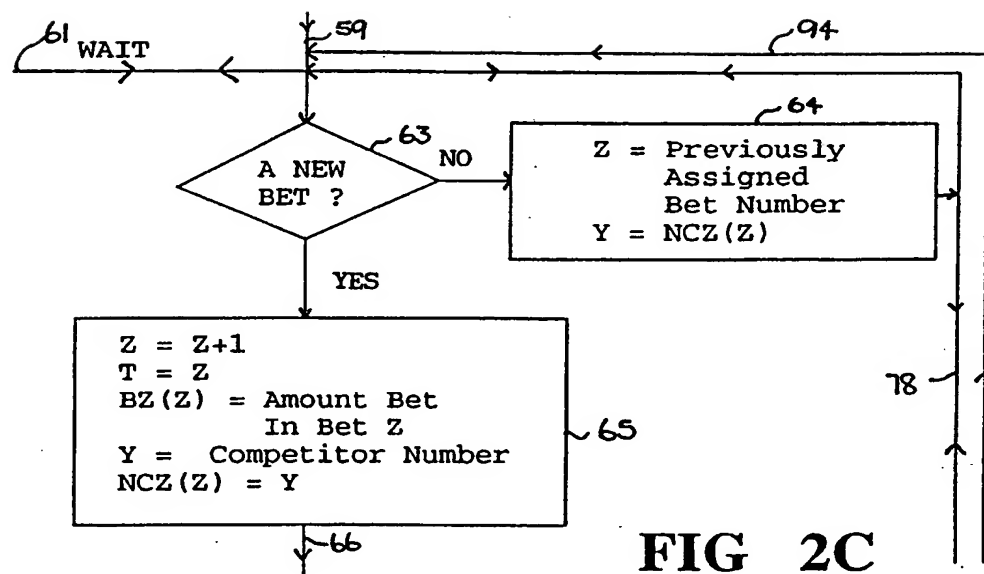 59
61
WAIT
94
63
64
A NEW
BET ?
NO
Z = Previously
Assigned
Bet Number
Y = NCZ(Z)
YES
Z = Z+1
T = Z
BZ(Z) = Amount Bet
In Bet Z
Y = Competitor Number
NCZ(Z) = Y
65
78
66
FIG 2C